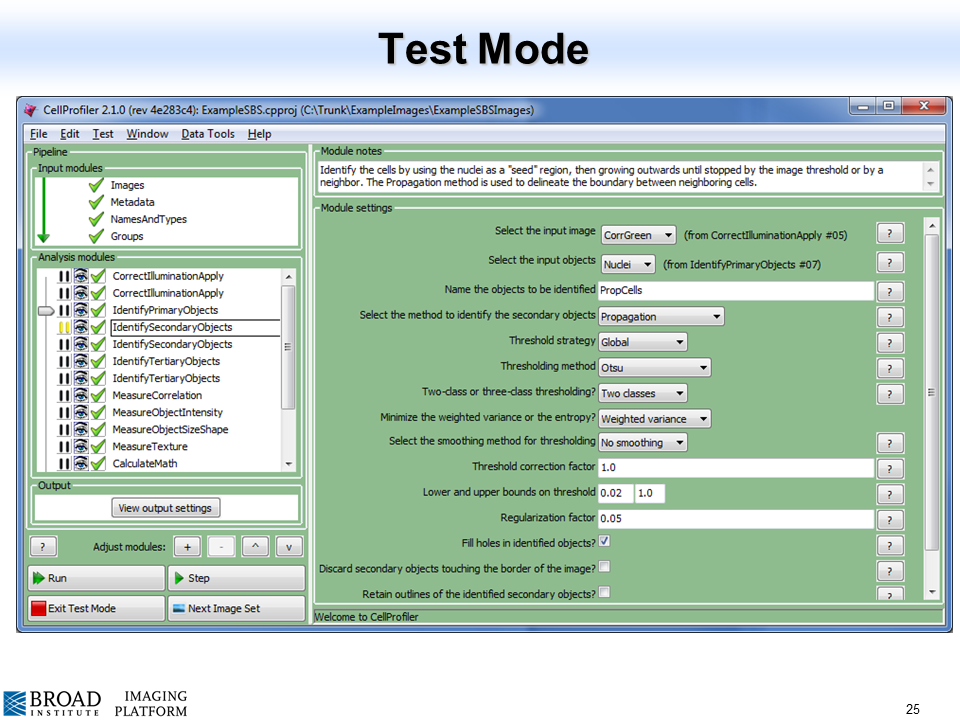 Test Mode
CellProfiler 2.1.0 (rev 4e283c4): ExampleSBS.cpproj (C:\Trunk\ExampleImages\ExampleSBSImages)
File Edit Test Window Data Tools Help
Pipeline
Input modules
Images
Metadata
NamesAndTypes
Groups
Analysis modules
CorrectIlluminationApply
CorrectIlluminationApply
IdentifyPrimaryObjects
IdentifySecondaryObjects
IdentifySecondaryObjects
IdentifyTertiaryObjects
IdentifyTertiaryObjects
MeasureCorrelation
MeasureObjectIntensity
MeasureObjectSizeShape
MeasureTexture
CalculateMath
Output
View output settings
? Adjust modules: + - ^ v
Run Step
Exit Test Mode Next Image Set
Module notes
Identify the cells by using the nuclei as a "seed" region, then growing outwards until stopped by the image threshold or by a
neighbor. The Propagation method is used to delineate the boundary between neighboring cells.
Module settings
Select the input image CorrGreen (from CorrectIlluminationApply #05) ?
Select the input objects Nuclei (from IdentifyPrimaryObjects #07) ?
Name the objects to be identified PropCells ?
Select the method to identify the secondary objects Propagation ?
Threshold strategy Global ?
Thresholding method Otsu ?
Two-class or three-class thresholding? Two classes ?
Minimize the weighted variance or the entropy? Weighted variance
Select the smoothing method for thresholding No smoothing ?
Threshold correction factor 1.0 ?
Lower and upper bounds on threshold 0.02 1.0 ?
Regularization factor 0.05 ?
Fill holes in identified objects? ?
Discard secondary objects touching the border of the image? ?
Retain outlines of the identified secondary objects? ?
Welcome to CellProfiler
BROAD
INSTITUTE
IMAGING
PLATFORM
25